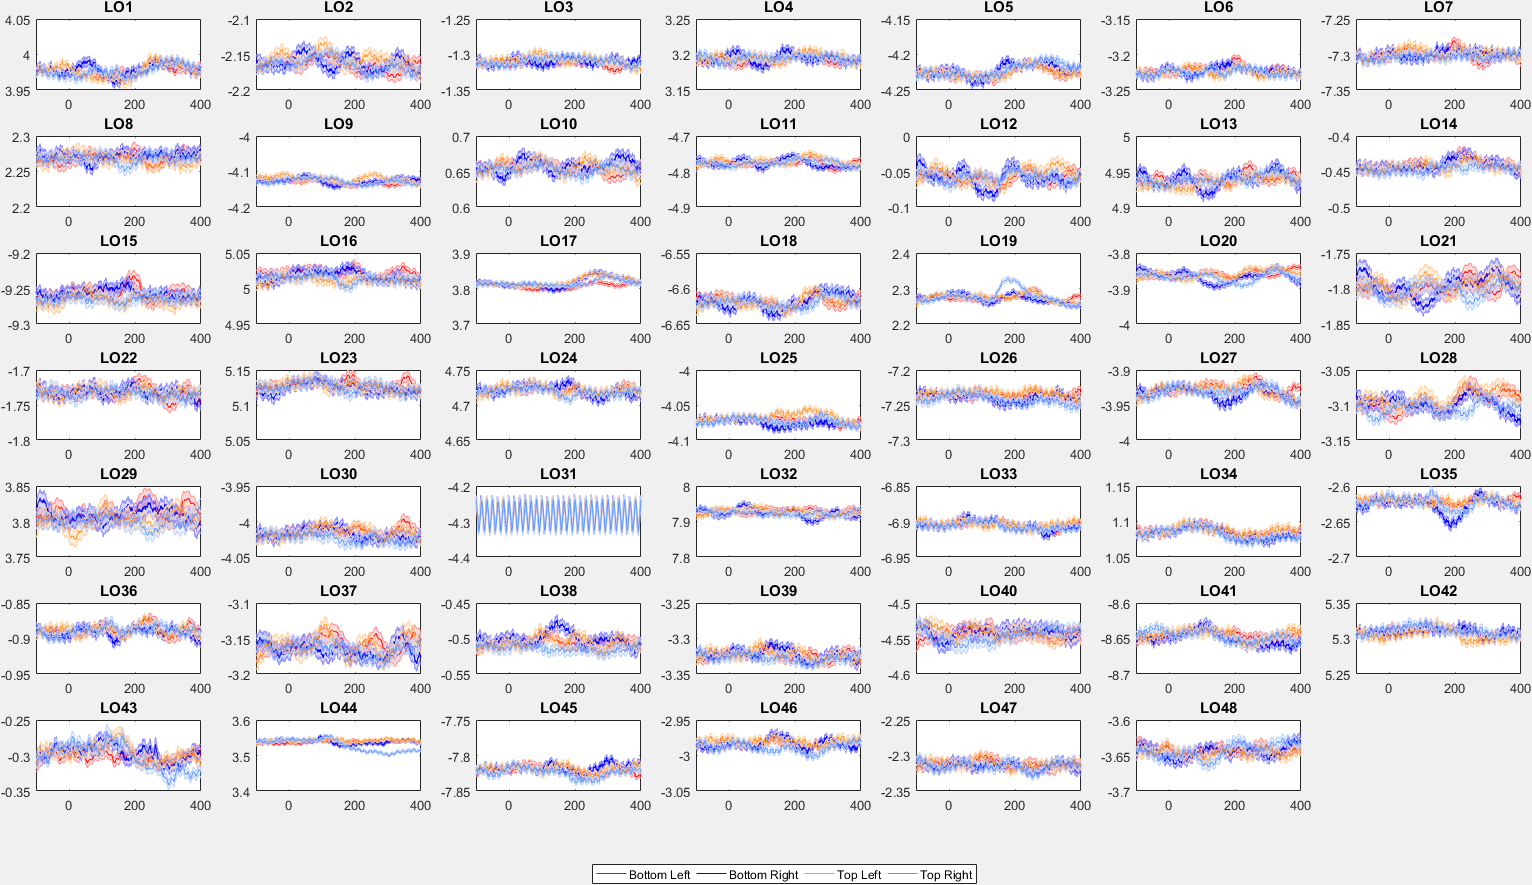 LO1 LO2 LO3 LO4 LO5 LO6 LO7
4.05 -2.1 -1.25 3.25 -4.15 -3.15 -7.25
4 -2.15 -1.3 3.2 -4.2 -3.2 -7.3
3.95 -2.2 -1.35 3.15 -4.25 -3.25 -7.35
0 200 400 0 200 400 0 200 400 0 200 400 0 200 400 0 200 400 0 200 400
LO8 LO9 LO10 LO11 LO12 LO13 LO14
2.3 -4 0.7 -4.7 0 5 -0.4
2.25 -4.1 0.65 -4.8 -0.05 4.95 -0.45
2.2 -4.2 0.6 -4.9 -0.1 4.9 -0.5
0 200 400 0 200 400 0 200 400 0 200 400 0 200 400 0 200 400 0 200 400
LO15 LO16 LO17 LO18 LO19 LO20 LO21
-9.2 5.05 3.9 -6.55 2.4 -3.8 -1.75
-9.25 5 3.8 -6.6 2.3 -3.9 -1.8
-9.3 4.95 3.7 -6.65 2.2 -4 -1.85
0 200 400 0 200 400 0 200 400 0 200 400 0 200 400 0 200 400 0 200 400
LO22 LO23 LO24 LO25 LO26 LO27 LO28
-1.7 5.15 4.75 -4 -7.2 -3.9 -3.05
-1.75 5.1 4.7 -4.05 -7.25 -3.95 -3.1
-1.8 5.05 4.65 -4.1 -7.3 -4 -3.15
0 200 400 0 200 400 0 200 400 0 200 400 0 200 400 0 200 400 0 200 400
LO29 LO30 LO31 LO32 LO33 LO34 LO35
3.85 -3.95 -4.2 8 -6.85 1.15 -2.6
3.8 -4 -4.3 7.9 -6.9 1.1 -2.65
3.75 -4.05 -4.4 7.8 -6.95 1.05 -2.7
0 200 400 0 200 400 0 200 400 0 200 400 0 200 400 0 200 400 0 200 400
LO36 LO37 LO38 LO39 LO40 LO41 LO42
-0.85 -3.1 -0.45 -3.25 -4.5 -8.6 5.35
-0.9 -3.15 -0.5 -3.3 -4.55 -8.65 5.3
-0.95 -3.2 -0.55 -3.35 -4.6 -8.7 5.25
0 200 400 0 200 400 0 200 400 0 200 400 0 200 400 0 200 400 0 200 400
LO43 LO44 LO45 LO46 LO47 LO48
-0.25 3.6 -7.75 -2.95 -2.25 -3.6
-0.3 3.5 -7.8 -3 -2.3 -3.65
-0.35 3.4 -7.85 -3.05 -2.35 -3.7
0 200 400 0 200 400 0 200 400 0 200 400 0 200 400 0 200 400
Bottom Left Bottom Right Top Left Top Right